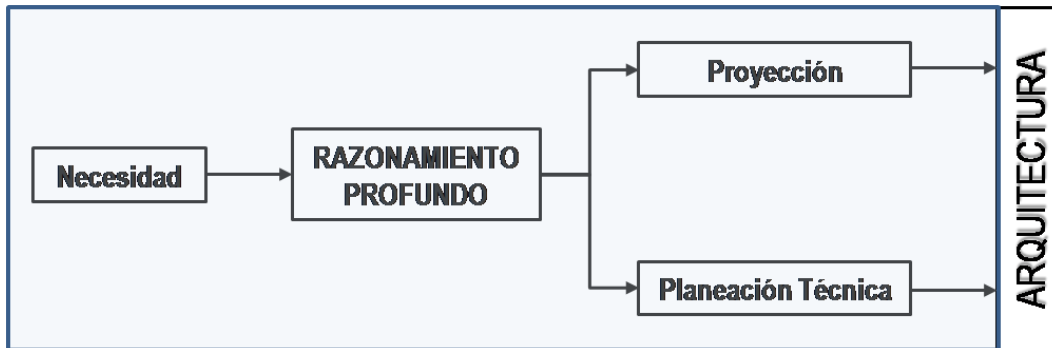 Proyección
Necesidad
RAZONAMIENTO
PROFUNDO
Planeación Técnica
ARQUITECTURA